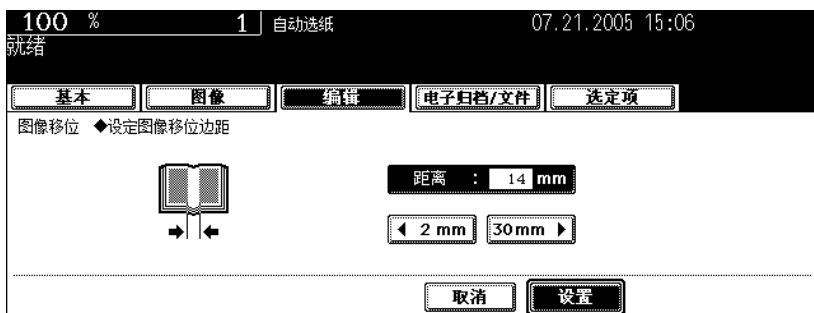 100 % 1 自动选纸 07.21.2005 15:06
就绪
基本 图像 编辑 电子归档/文件 选定项
图像移位 ◆设定图像移位边距
距离 : 14 mm
2 mm 30mm
取消 设置